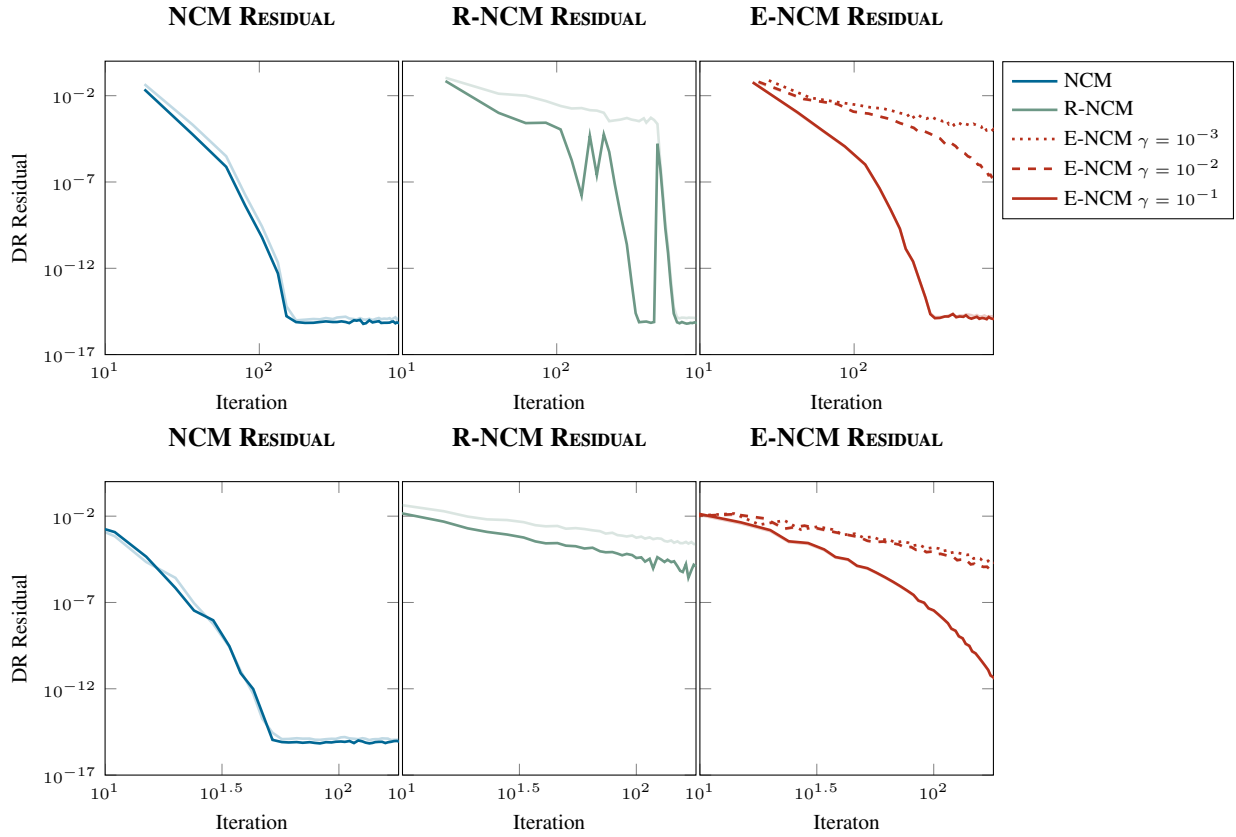 NCM RESIDUAL R-NCM RESIDUAL E-NCM RESIDUAL
10^-2
10^-7
10^-12
10^-17
DR Residual
10^1 10^2 10^1 10^2 10^1 10^2
Iteration Iteration Iteration
NCM
R-NCM
E-NCM γ = 10^-3
E-NCM γ = 10^-2
E-NCM γ = 10^-1
NCM RESIDUAL R-NCM RESIDUAL E-NCM RESIDUAL
10^-2
10^-7
10^-12
10^-17
DR Residual
10^1 10^1.5 10^2 10^1 10^1.5 10^2 10^1 10^1.5 10^2
Iteration Iteration Iteration